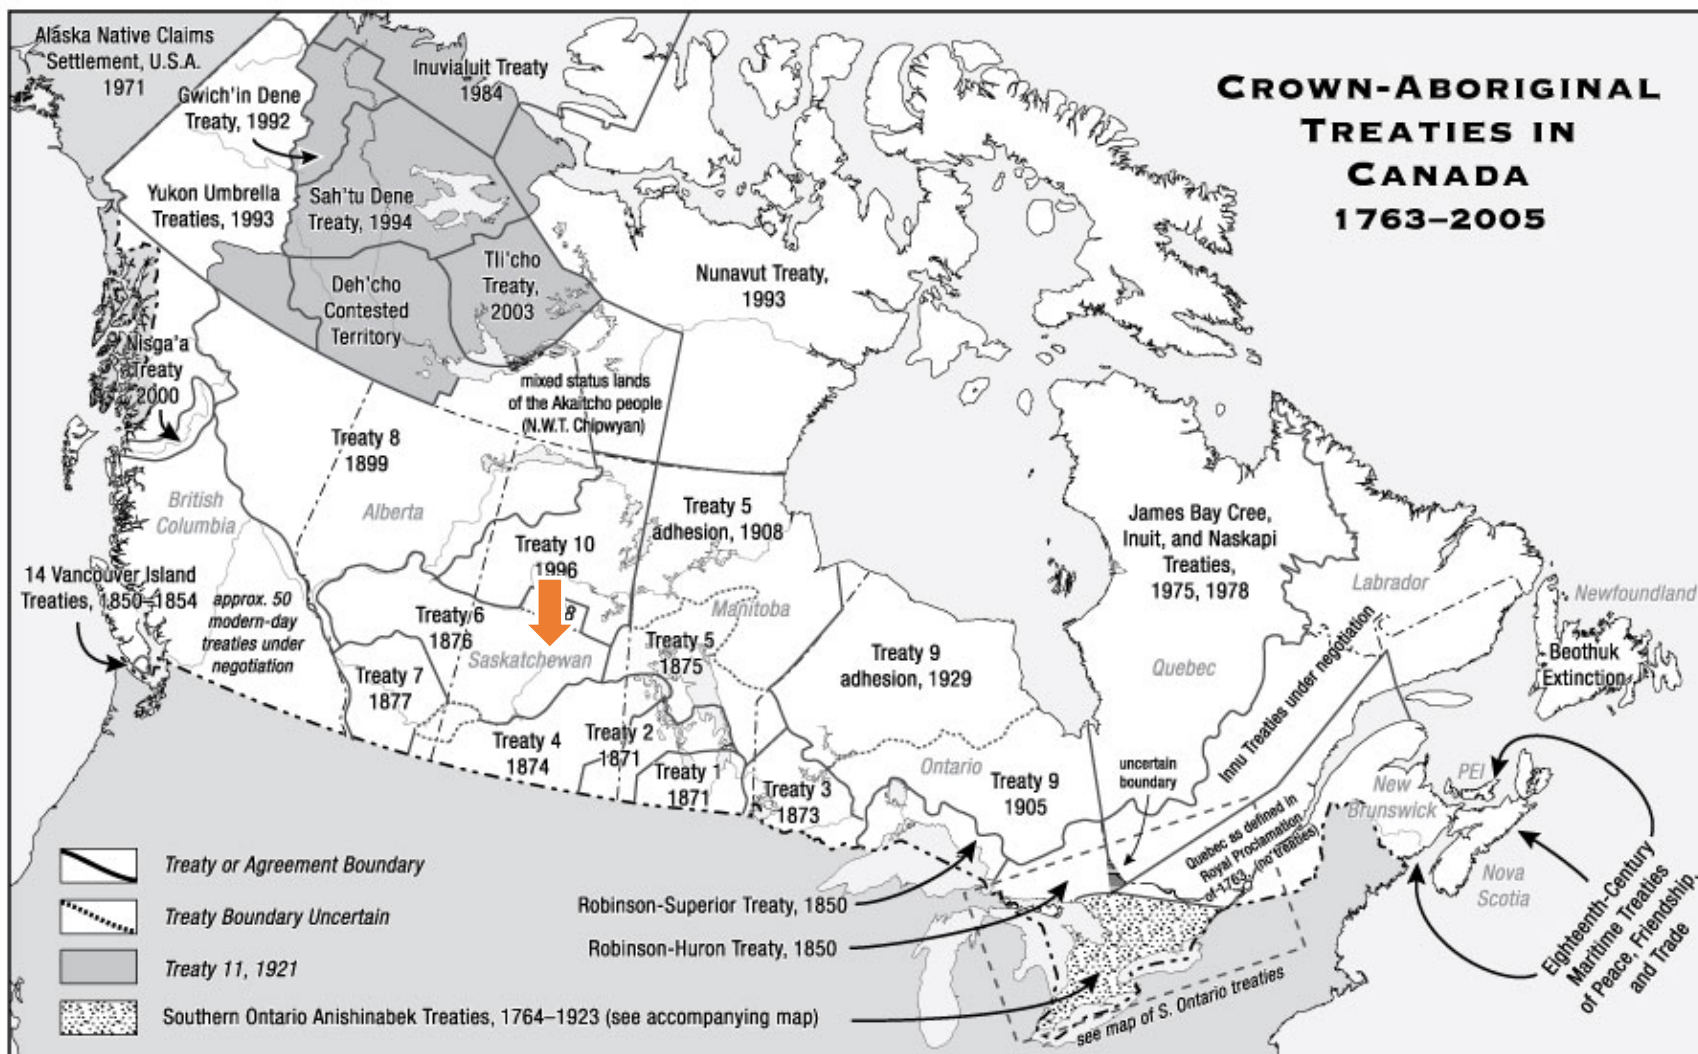 CROWN-ABORIGINAL
TREATIES IN
CANADA
1763–2005
Alaska Native Claims
Settlement, U.S.A.
1971
Gwich'in Dene
Treaty, 1992
Inuvialuit Treaty
1984
Yukon Umbrella
Treaties, 1993
Sah'tu Dene
Treaty, 1994
Deh'cho
Contested
Territory
Tli'cho
Treaty,
2003
Nunavut Treaty,
1993
Nisga'a
Treaty
2000
mixed status lands
of the Akaitcho people
(N.W.T. Chipwyan)
Treaty 8
1899
British
Columbia
Alberta
Treaty 5
adhesion, 1908
Treaty 10
1996
James Bay Cree,
Inuit, and Naskapi
Treaties,
1975, 1978
Labrador
Newfoundland
Beothuk
Extinction
14 Vancouver Island
Treaties, 1850–1854
approx. 50
modern-day
treaties under
negotiation
Treaty 6
1876
8
Saskatchewan
Manitoba
Treaty 5
1875
Treaty 7
1877
Treaty 9
adhesion, 1929
Quebec
Innu Treaties under negotiation
Treaty 4
1874
Treaty 2
1871
Treaty 1
1871
Treaty 3
1873
Ontario
Treaty 9
1905
uncertain
boundary
Quebec as defined in
Royal Proclamation
of 1763, (no treaties)
New
Brunswick
PEI
Nova
Scotia
Eighteenth-Century
Maritime Treaties
of Peace, Friendship,
and Trade
Treaty or Agreement Boundary
Treaty Boundary Uncertain
Treaty 11, 1921
Southern Ontario Anishinabek Treaties, 1764–1923 (see accompanying map)
Robinson-Superior Treaty, 1850
Robinson-Huron Treaty, 1850
see map of S. Ontario treaties